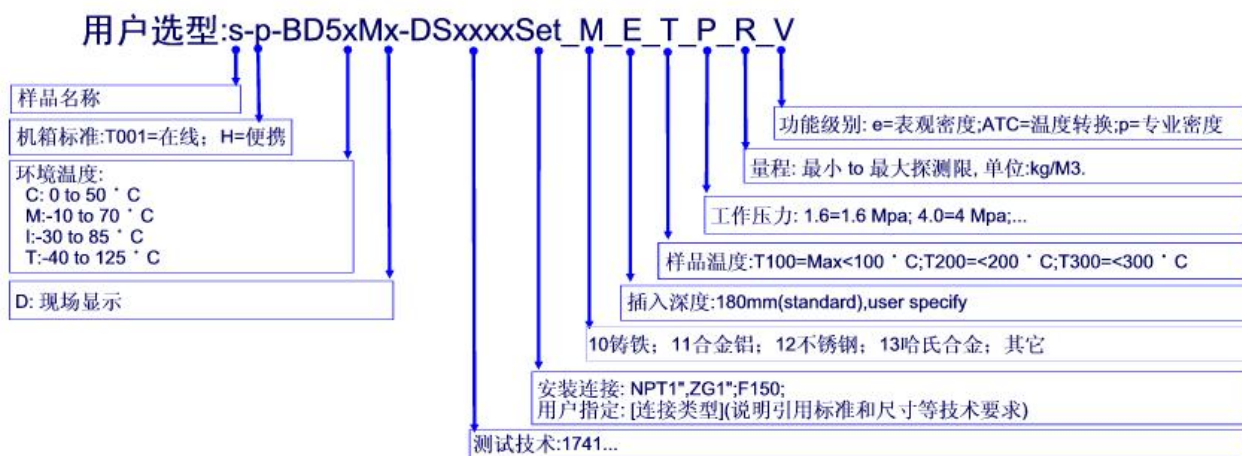 用户选型:s-p-BD5xMx-DSxxxxSet_M_E_T_P_R_V
样品名称
机箱标准:T001=在线；H=便携
环境温度:
C: 0 to 50 ˚ C
M:-10 to 70 ˚ C
I:-30 to 85 ˚ C
T:-40 to 125 ˚ C
D: 现场显示
功能级别: e=表观密度;ATC=温度转换;p=专业密度
量程: 最小 to 最大探测限, 单位:kg/M3.
工作压力: 1.6=1.6 Mpa; 4.0=4 Mpa;...
样品温度:T100=Max<100 ˚ C;T200=<200 ˚ C;T300=<300 ˚ C
插入深度:180mm(standard),user specify
10铸铁；11合金铝；12不锈钢；13哈氏合金；其它
安装连接: NPT1",ZG1";F150;
用户指定: [连接类型](说明引用标准和尺寸等技术要求)
测试技术:1741...